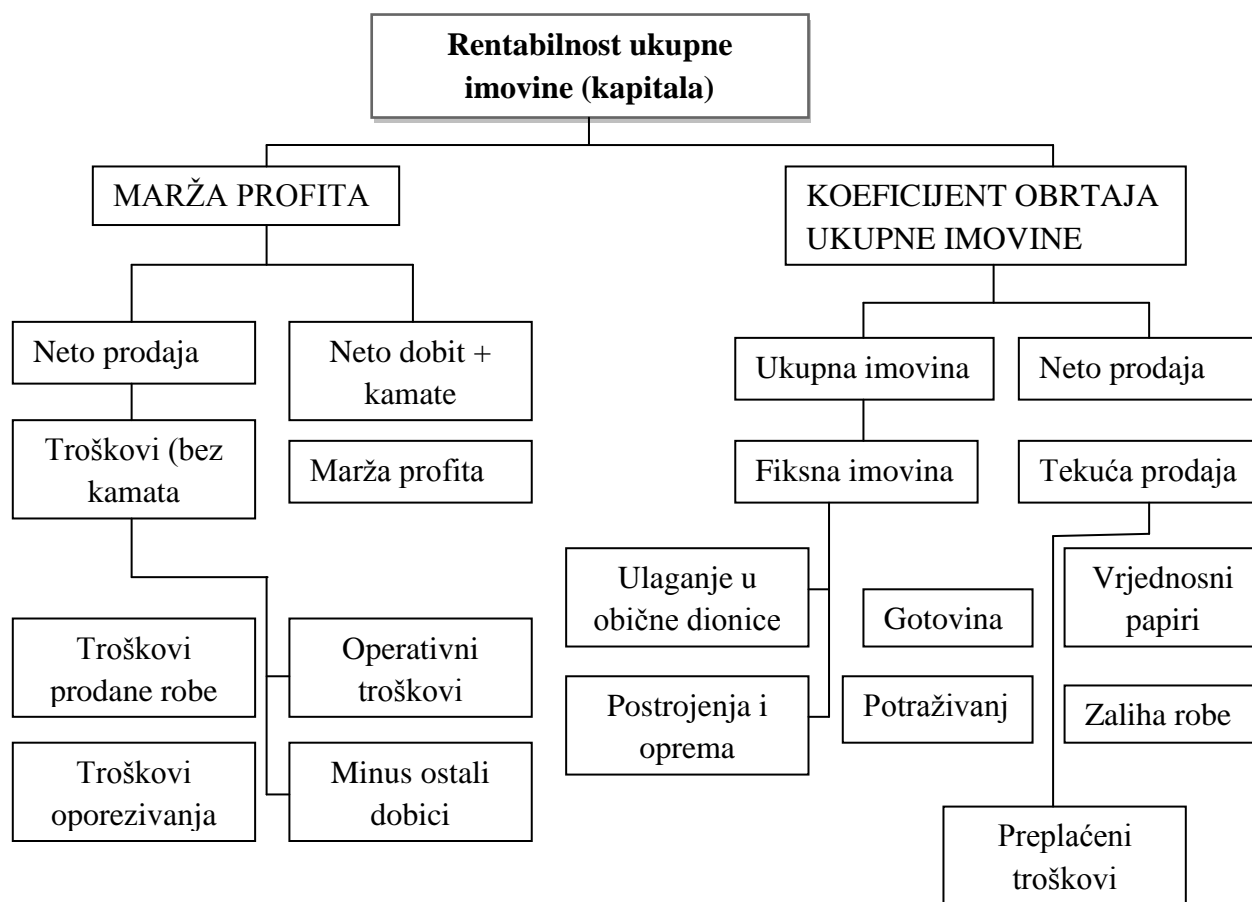 Rentabilnost ukupne
imovine (kapitala)
MARŽA PROFITA
KOEFICIJENT OBRTAJA
UKUPNE IMOVINE
Neto prodaja
Neto dobit +
kamate
Ukupna imovina
Neto prodaja
Troškovi (bez
kamata
Marža profita
Fiksna imovina
Tekuća prodaja
Ulaganje u
obične dionice
Gotovina
Vrjednosni
papiri
Troškovi
prodane robe
Operativni
troškovi
Postrojenja i
oprema
Potraživanj
Zaliha robe
Troškovi
oporezivanja
Minus ostali
dobici
Preplaćeni
troškovi